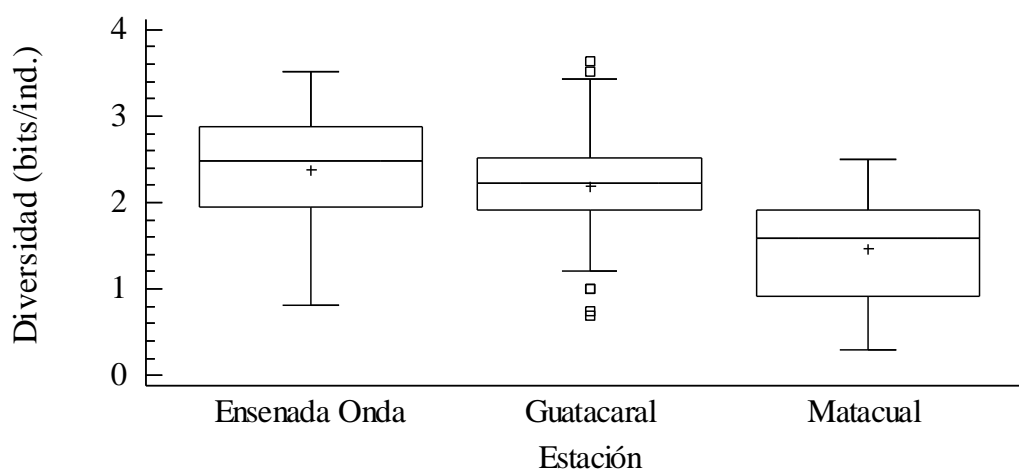 Diversidad (bits/ind.)
4
3
2
1
0
Ensenada Onda
Guatacaral
Matacual
Estación